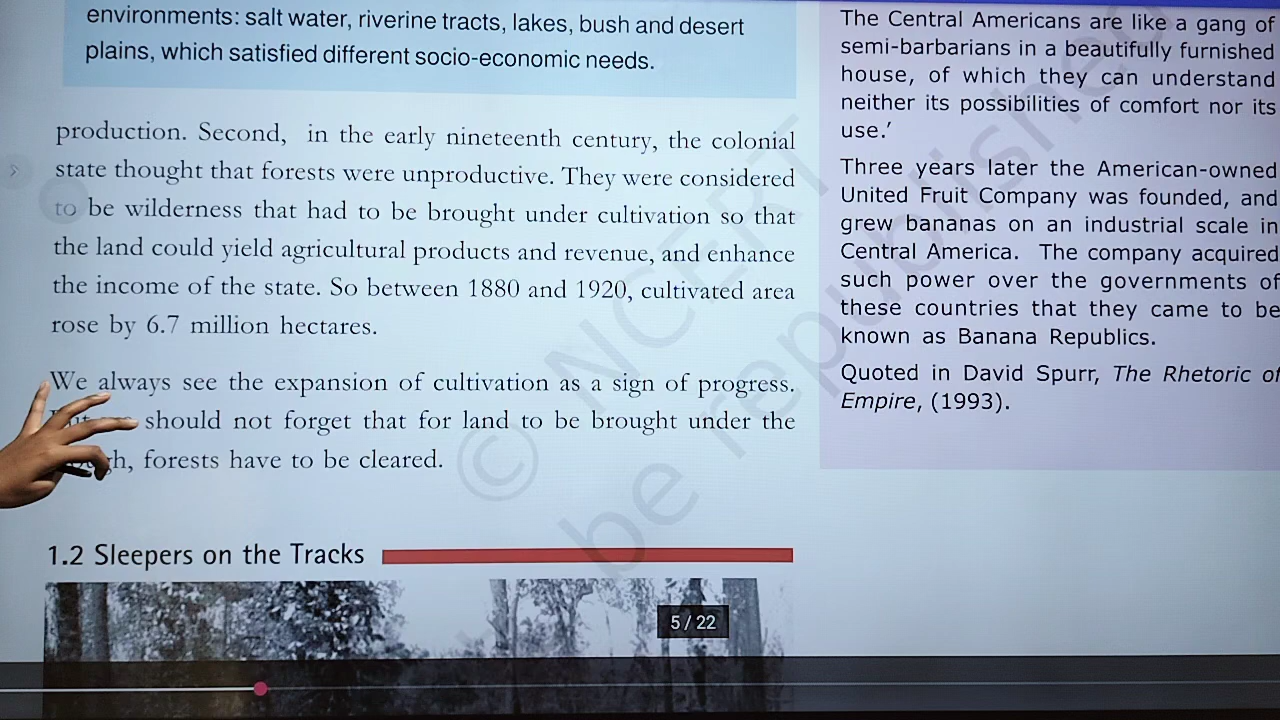 environments: salt water, riverine tracts, lakes, bush and desert
plains, which satisfied different socio-economic needs.
production. Second, in the early nineteenth century, the colonial
state thought that forests were unproductive. They were considered
to be wilderness that had to be brought under cultivation so that
the land could yield agricultural products and revenue, and enhance
the income of the state. So between 1880 and 1920, cultivated area
rose by 6.7 million hectares.
We always see the expansion of cultivation as a sign of progress.
should not forget that for land to be brought under the
forests have to be cleared.
1.2 Sleepers on the Tracks
5 / 22
The Central Americans are like a gang of
semi-barbarians in a beautifully furnished
house, of which they can understand
neither its possibilities of comfort nor its
use.’
Three years later the American-owned
United Fruit Company was founded, and
grew bananas on an industrial scale in
Central America. The company acquired
such power over the governments of
these countries that they came to be
known as Banana Republics.
Quoted in David Spurr, The Rhetoric of
Empire, (1993).
© NCERT
be republished